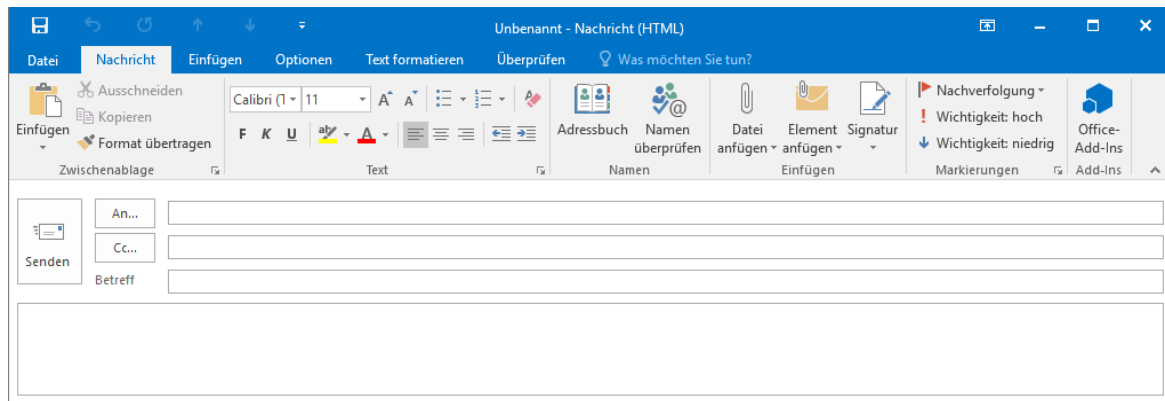 Unbenannt - Nachricht (HTML)
Datei Nachricht Einfügen Optionen Text formatieren Überprüfen Was möchten Sie tun?
Einfügen
Ausschneiden
Kopieren
Format übertragen
Zwischenablage
Calibri (T 11
F K U
Text
Adressbuch
Namen überprüfen
Namen
Datei anfügen
Element anfügen
Signatur
Einfügen
Nachverfolgung
Wichtigkeit: hoch
Wichtigkeit: niedrig
Markierungen
Office-
Add-Ins
Add-Ins
Senden
An...
Cc...
Betreff